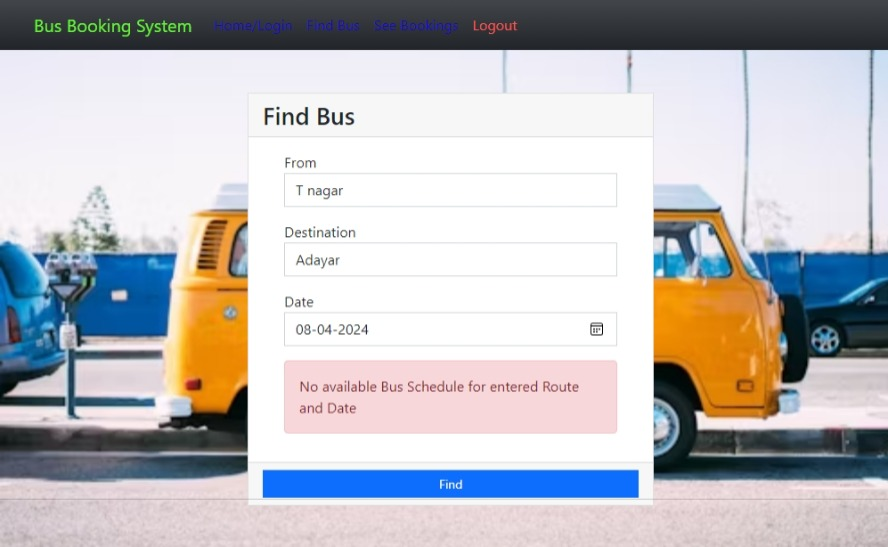 Bus Booking System Home/Login Find Bus See Bookings Logout
Find Bus
From
T nagar
Destination
Adayar
Date
08-04-2024
No available Bus Schedule for entered Route
and Date
Find